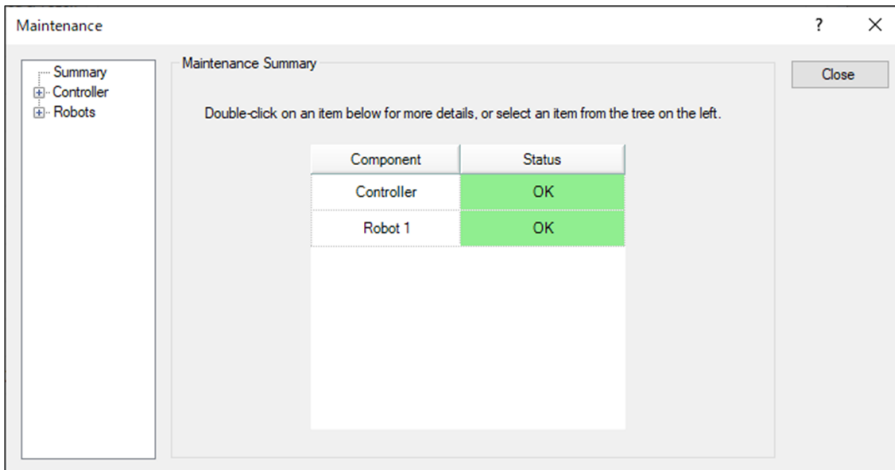 Maintenance
?
Summary
Controller
Robots
Maintenance Summary
Close
Double-click on an item below for more details, or select an item from the tree on the left.
Component Status
Controller OK
Robot 1 OK